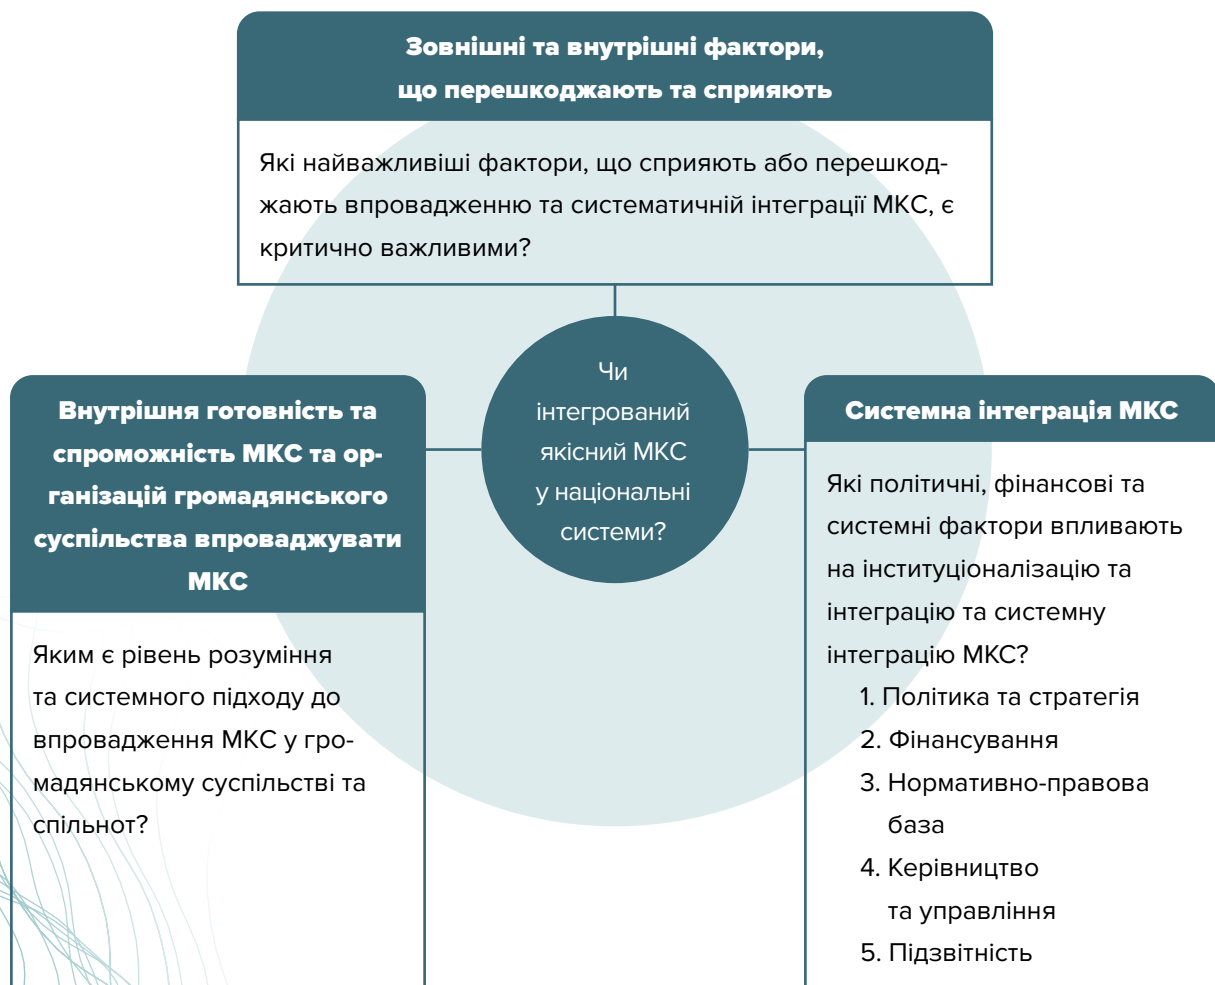 Зовнішні та внутрішні фактори,
що перешкоджають та сприяють
Які найважливіші фактори, що сприяють або перешкод-
жають впровадженню та систематичній інтеграції МКС, є
критично важливими?
Чи
інтегрований
якісний МКС
у національні
системи?
Внутрішня готовність та
спроможність МКС та ор-
ганізацій громадянського
суспільства впроваджувати
МКС
Яким є рівень розуміння
та системного підходу до
впровадження МКС у гро-
мадянському суспільстві та
спільнот?
Системна інтеграція МКС
Які політичні, фінансові та
системні фактори впливають
на інституціоналізацію та
інтеграцію та системну
інтеграцію МКС?
1. Політика та стратегія
2. Фінансування
3. Нормативно-правова
база
4. Керівництво
та управління
5. Підзвітність